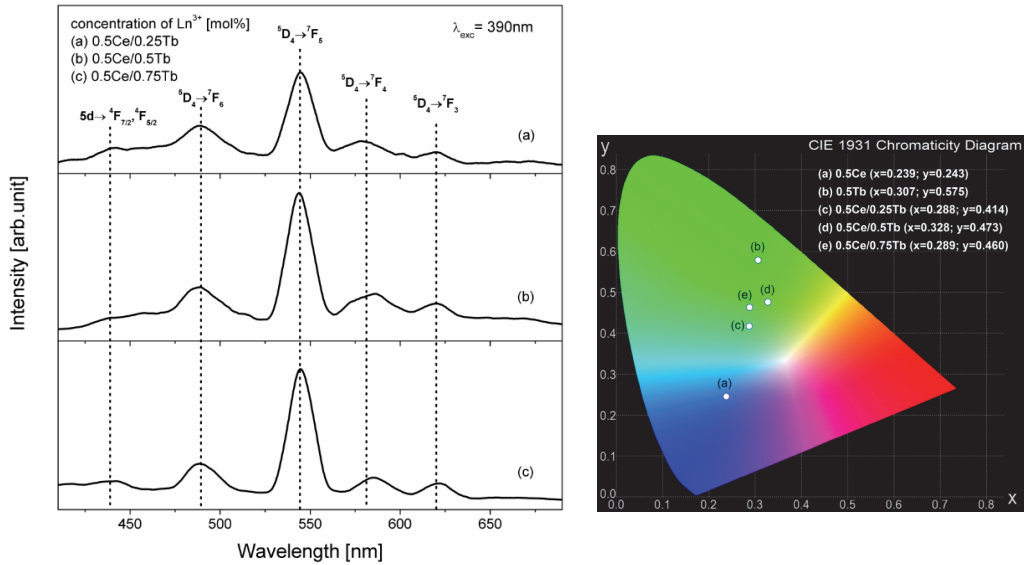 concentration of Ln³⁺ [mol%]
(a) 0.5Ce/0.25Tb
(b) 0.5Ce/0.5Tb
(c) 0.5Ce/0.75Tb
λexc= 390nm
⁵D₄→⁷F₅
⁵D₄→⁷F₆
⁵D₄→⁷F₄
⁵D₄→⁷F₃
5d→ ⁴F₇/₂,⁴F₅/₂
(a)
(b)
(c)
Intensity [arb.unit]
450 500 550 600 650
Wavelength [nm]
y
CIE 1931 Chromaticity Diagram
(a) 0.5Ce (x=0.239; y=0.243)
(b) 0.5Tb (x=0.307; y=0.575)
(c) 0.5Ce/0.25Tb (x=0.288; y=0.414)
(d) 0.5Ce/0.5Tb (x=0.328; y=0.473)
(e) 0.5Ce/0.75Tb (x=0.289; y=0.460)
0.8
0.7
0.6
0.5
0.4
0.3
0.2
0.1
0.0
(b)
(e)
(d)
(c)
(a)
0.0 0.1 0.2 0.3 0.4 0.5 0.6 0.7 0.8
X